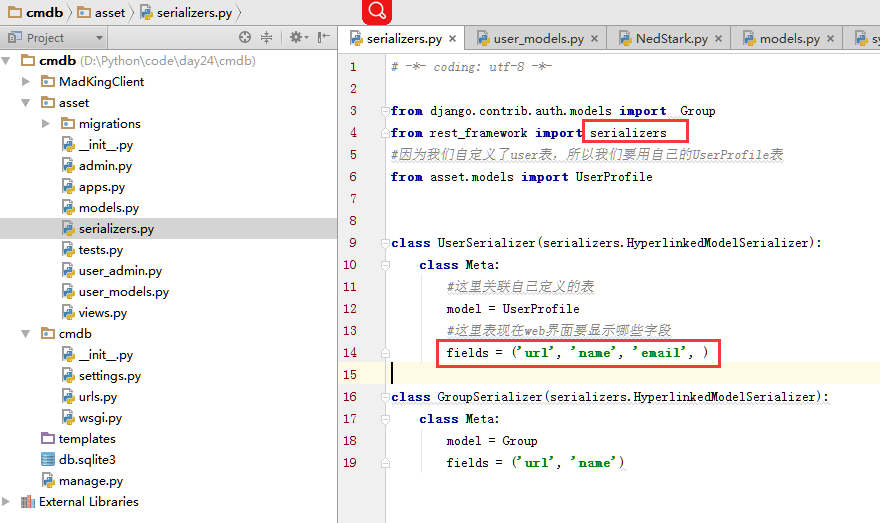 cmdb asset serializers.py
Project
serializers.py × user_models.py × NedStark.py × models.py × sy
cmdb (D:\Python\code\day24\cmdb)
MadKingClient
asset
migrations
__init__.py
admin.py
apps.py
models.py
serializers.py
tests.py
user_admin.py
user_models.py
views.py
cmdb
__init__.py
settings.py
urls.py
wsgi.py
templates
db.sqlite3
manage.py
External Libraries
1 # -*- coding: utf-8 -*-
2
3 from django.contrib.auth.models import  Group
4 from rest_framework import serializers
5 #因为我们自定义了user表，所以我们要用自己的UserProfile表
6 from asset.models import UserProfile
7
8
9 class UserSerializer(serializers.HyperlinkedModelSerializer):
10 class Meta:
11 #这里关联自己定义的表
12 model = UserProfile
13 #这里表现在web界面要显示哪些字段
14 fields = ('url', 'name', 'email', )
15
16 class GroupSerializer(serializers.HyperlinkedModelSerializer):
17 class Meta:
18 model = Group
19 fields = ('url', 'name')